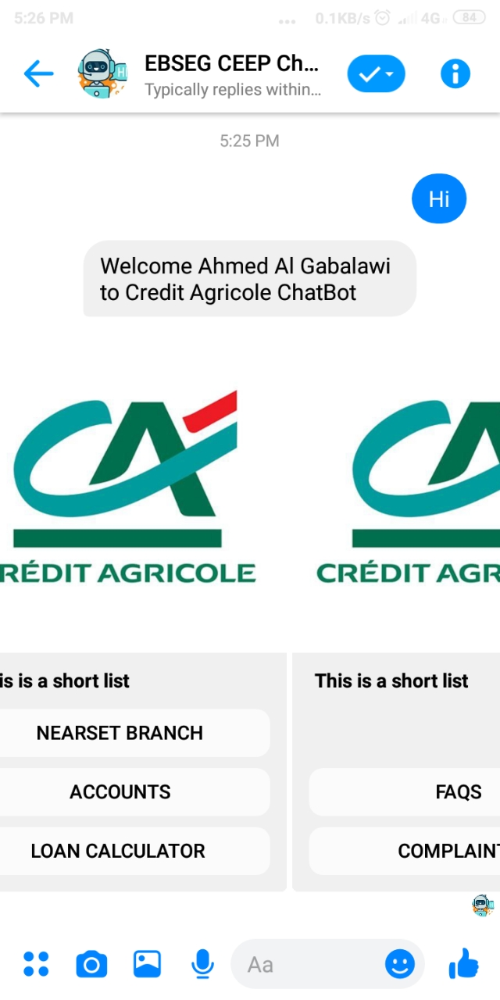 5:26 PM
... 0.1KB/s 4G 84
EBSEG CEEP Ch...
Typically replies within...
5:25 PM
Hi
Welcome Ahmed Al Gabalawi
to Credit Agricole ChatBot
RÉDIT AGRICOLE
CRÉDIT AGR
is is a short list
NEARSET BRANCH
ACCOUNTS
LOAN CALCULATOR
This is a short list
FAQS
COMPLAINT
Aa